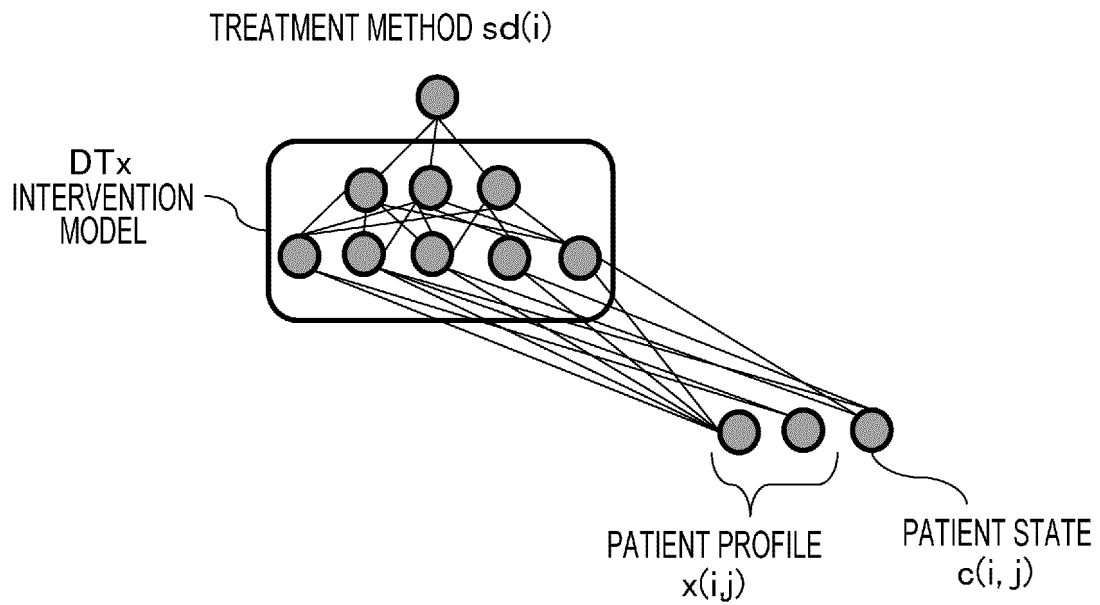 TREATMENT METHOD sd(i)
DTx
INTERVENTION
MODEL
PATIENT PROFILE
x(i,j)
PATIENT STATE
c(i, j)